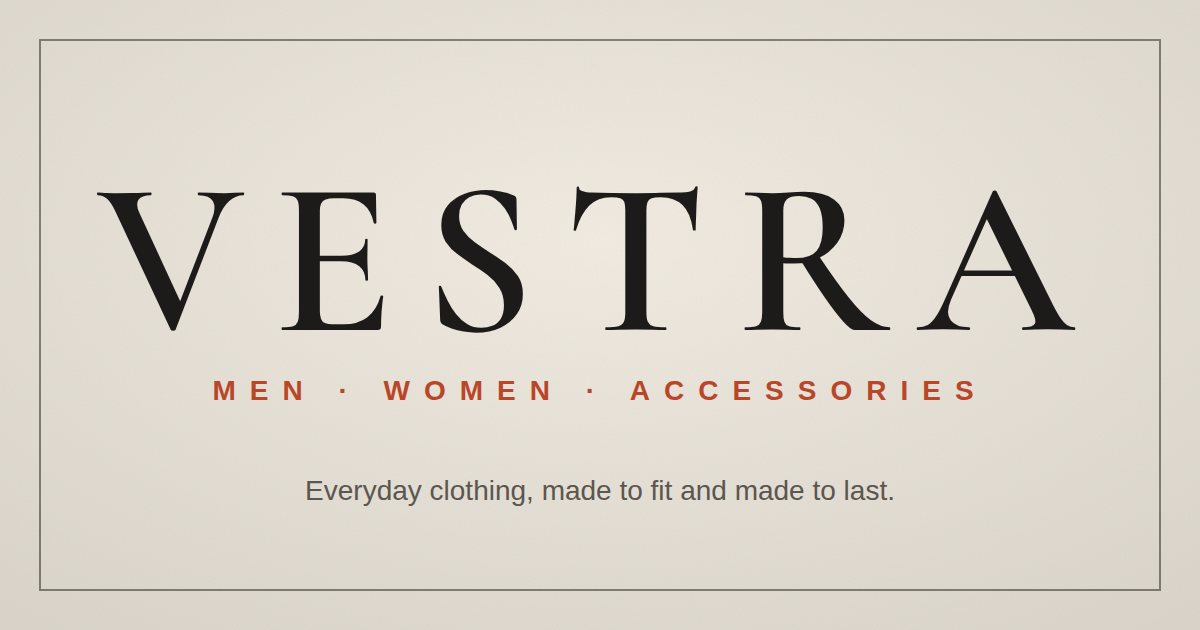 VESTRA
MEN · WOMEN · ACCESSORIES
Everyday clothing, made to fit and made to last.